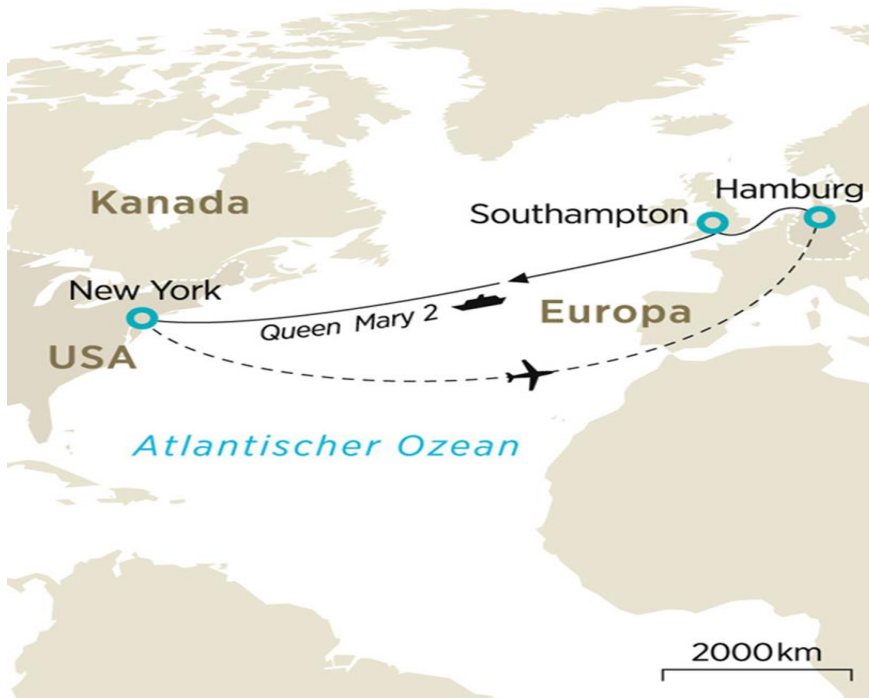 Kanada
Hamburg
Southampton
New York
Queen Mary 2
Europa
USA
Atlantischer Ozean
2000 km